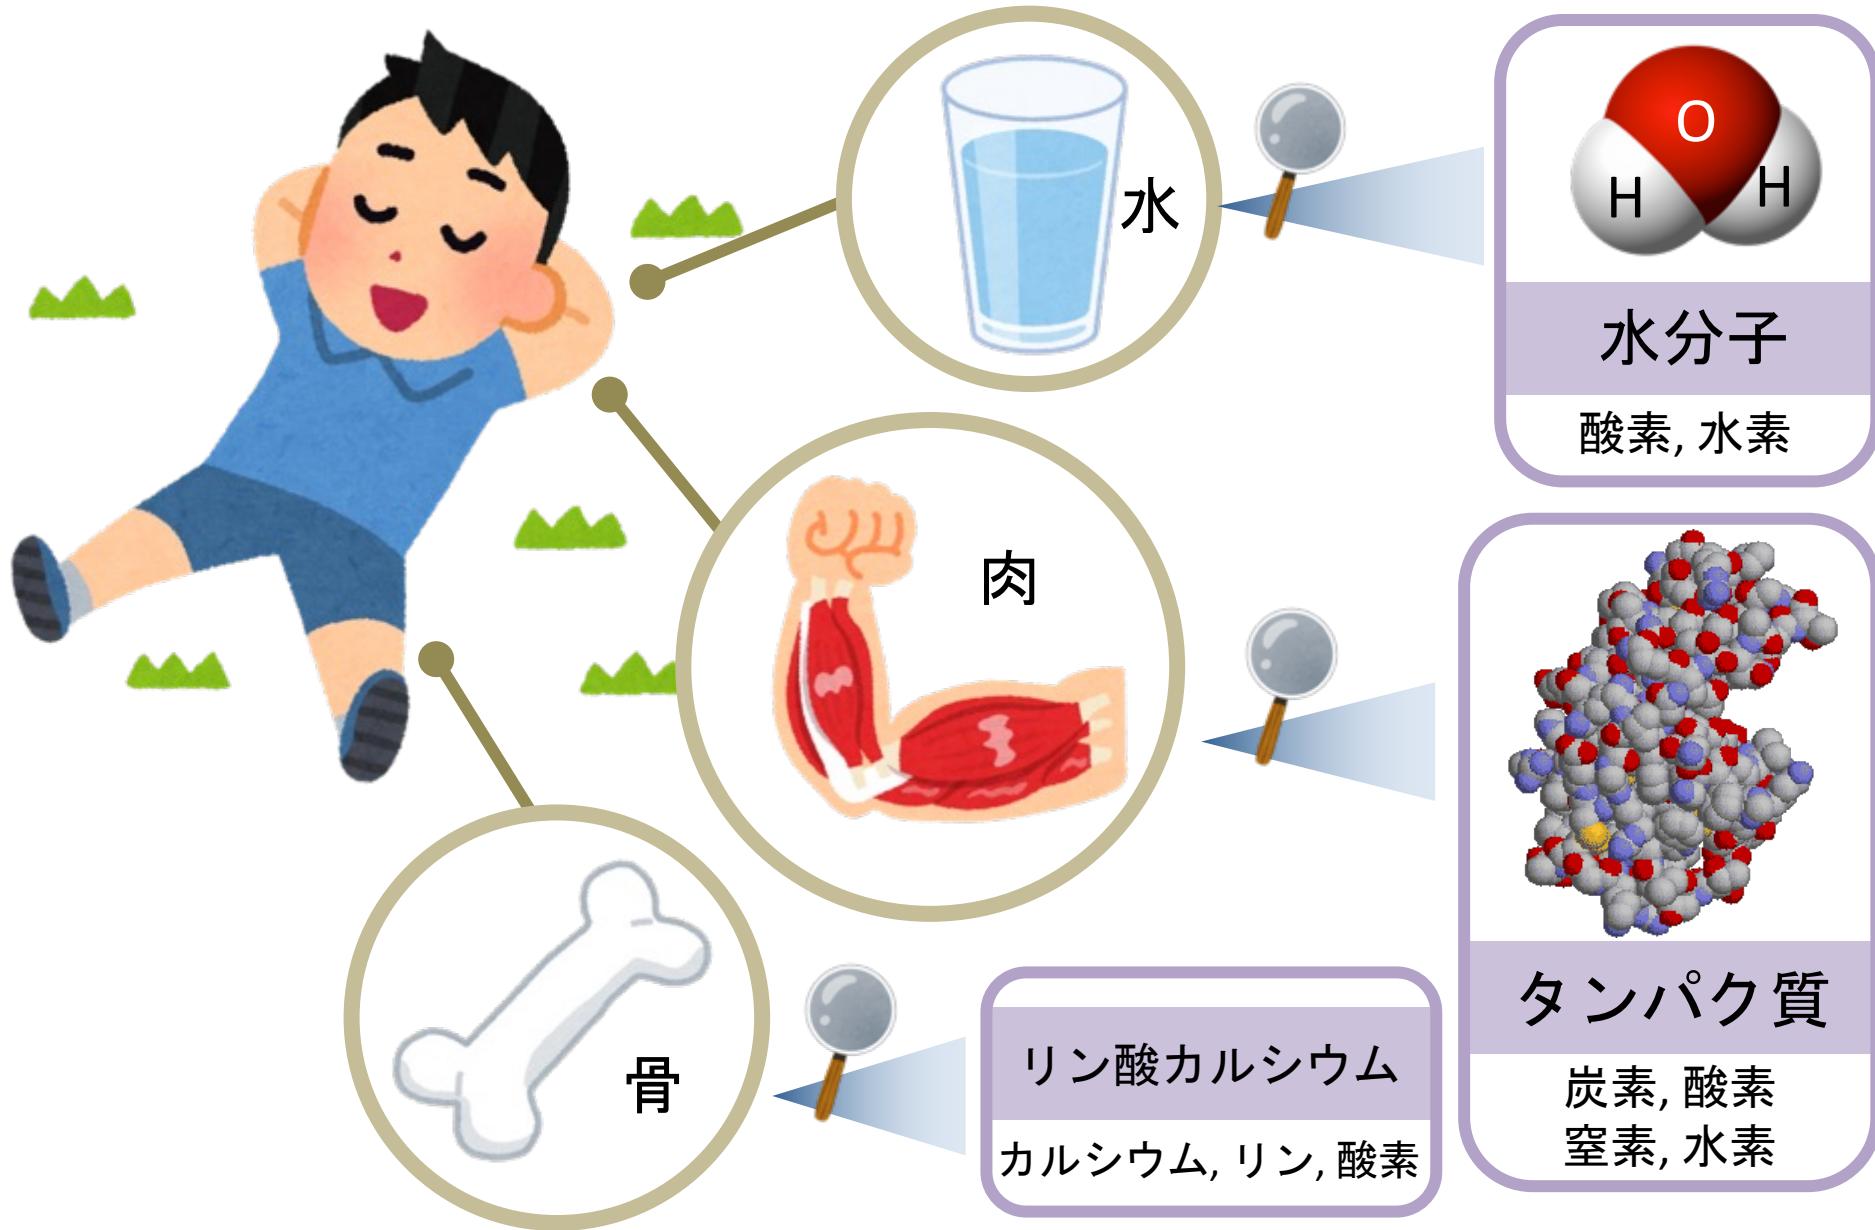 水
O
H
H
水分子
酸素, 水素
肉
タンパク質
炭素, 酸素
窒素, 水素
骨
リン酸カルシウム
カルシウム, リン, 酸素